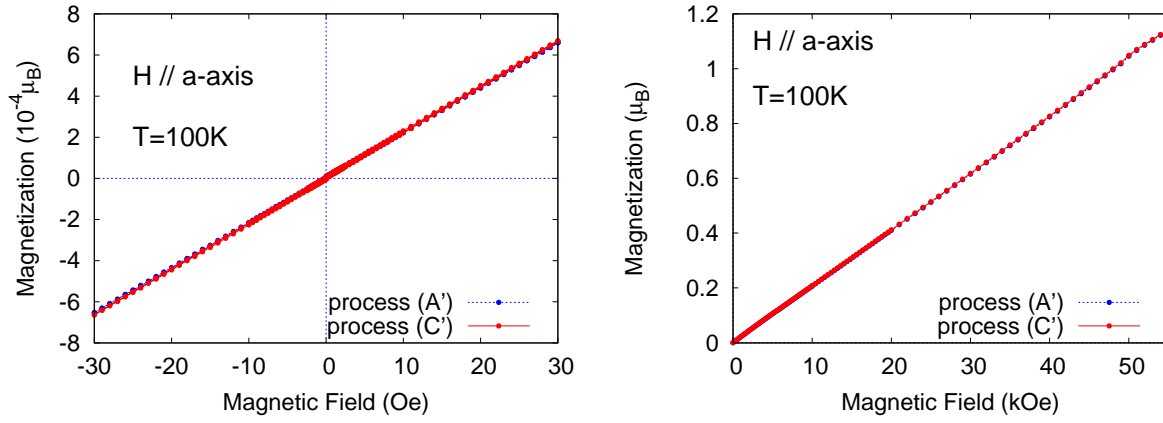 8
6
4
2
0
-2
-4
-6
-8
Magnetization (10⁻⁴μ_B)
H // a-axis
T=100K
process (A')
process (C')
-30
-20
-10
0
10
20
30
Magnetic Field (Oe)
1.2
1
0.8
0.6
0.4
0.2
0
Magnetization (μ_B)
H // a-axis
T=100K
process (A')
process (C')
0
10
20
30
40
50
Magnetic Field (kOe)